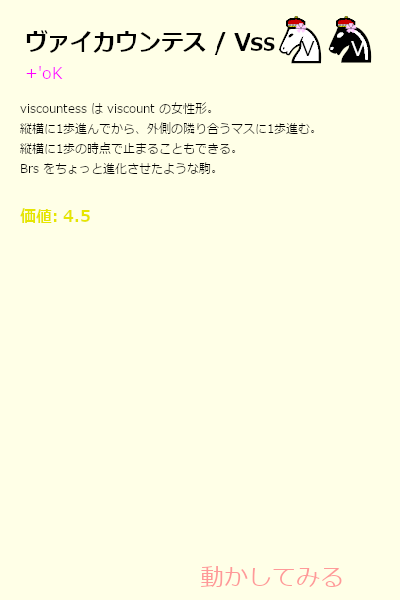 ヴァイカウンテス / Vss
+'oK
viscountess は viscount の女性形。
縦横に1歩進んでから、外側の隣り合うマスに1歩進む。
縦横に1歩の時点で止まることもできる。
Brs をちょっと進化させたような駒。
価値: 4.5
動かしてみる